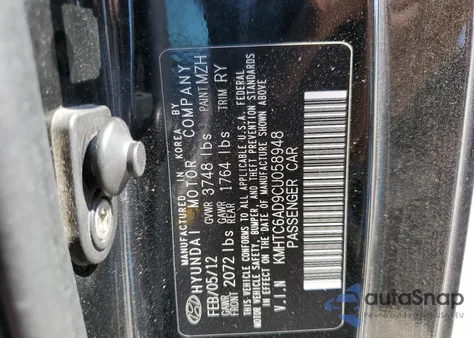 MANUFACTURED IN KOREA BY
HYUNDAI MOTOR COMPANY
FEB/05/12 GVWR 3748 lbs PAINT MZH
GAWR FRONT 2072 lbs GAWR REAR 1764 lbs TRIM RY
THIS VEHICLE CONFORMS TO ALL APPLICABLE U.S.A. FEDERAL
MOTOR VEHICLE SAFETY, BUMPER, AND THEFT PREVENTION STANDARDS
IN EFFECT ON THE DATE OF MANUFACTURE SHOWN ABOVE.
V.I.N KMHTC6AD9CU058948
PASSENGER CAR
autoSnap